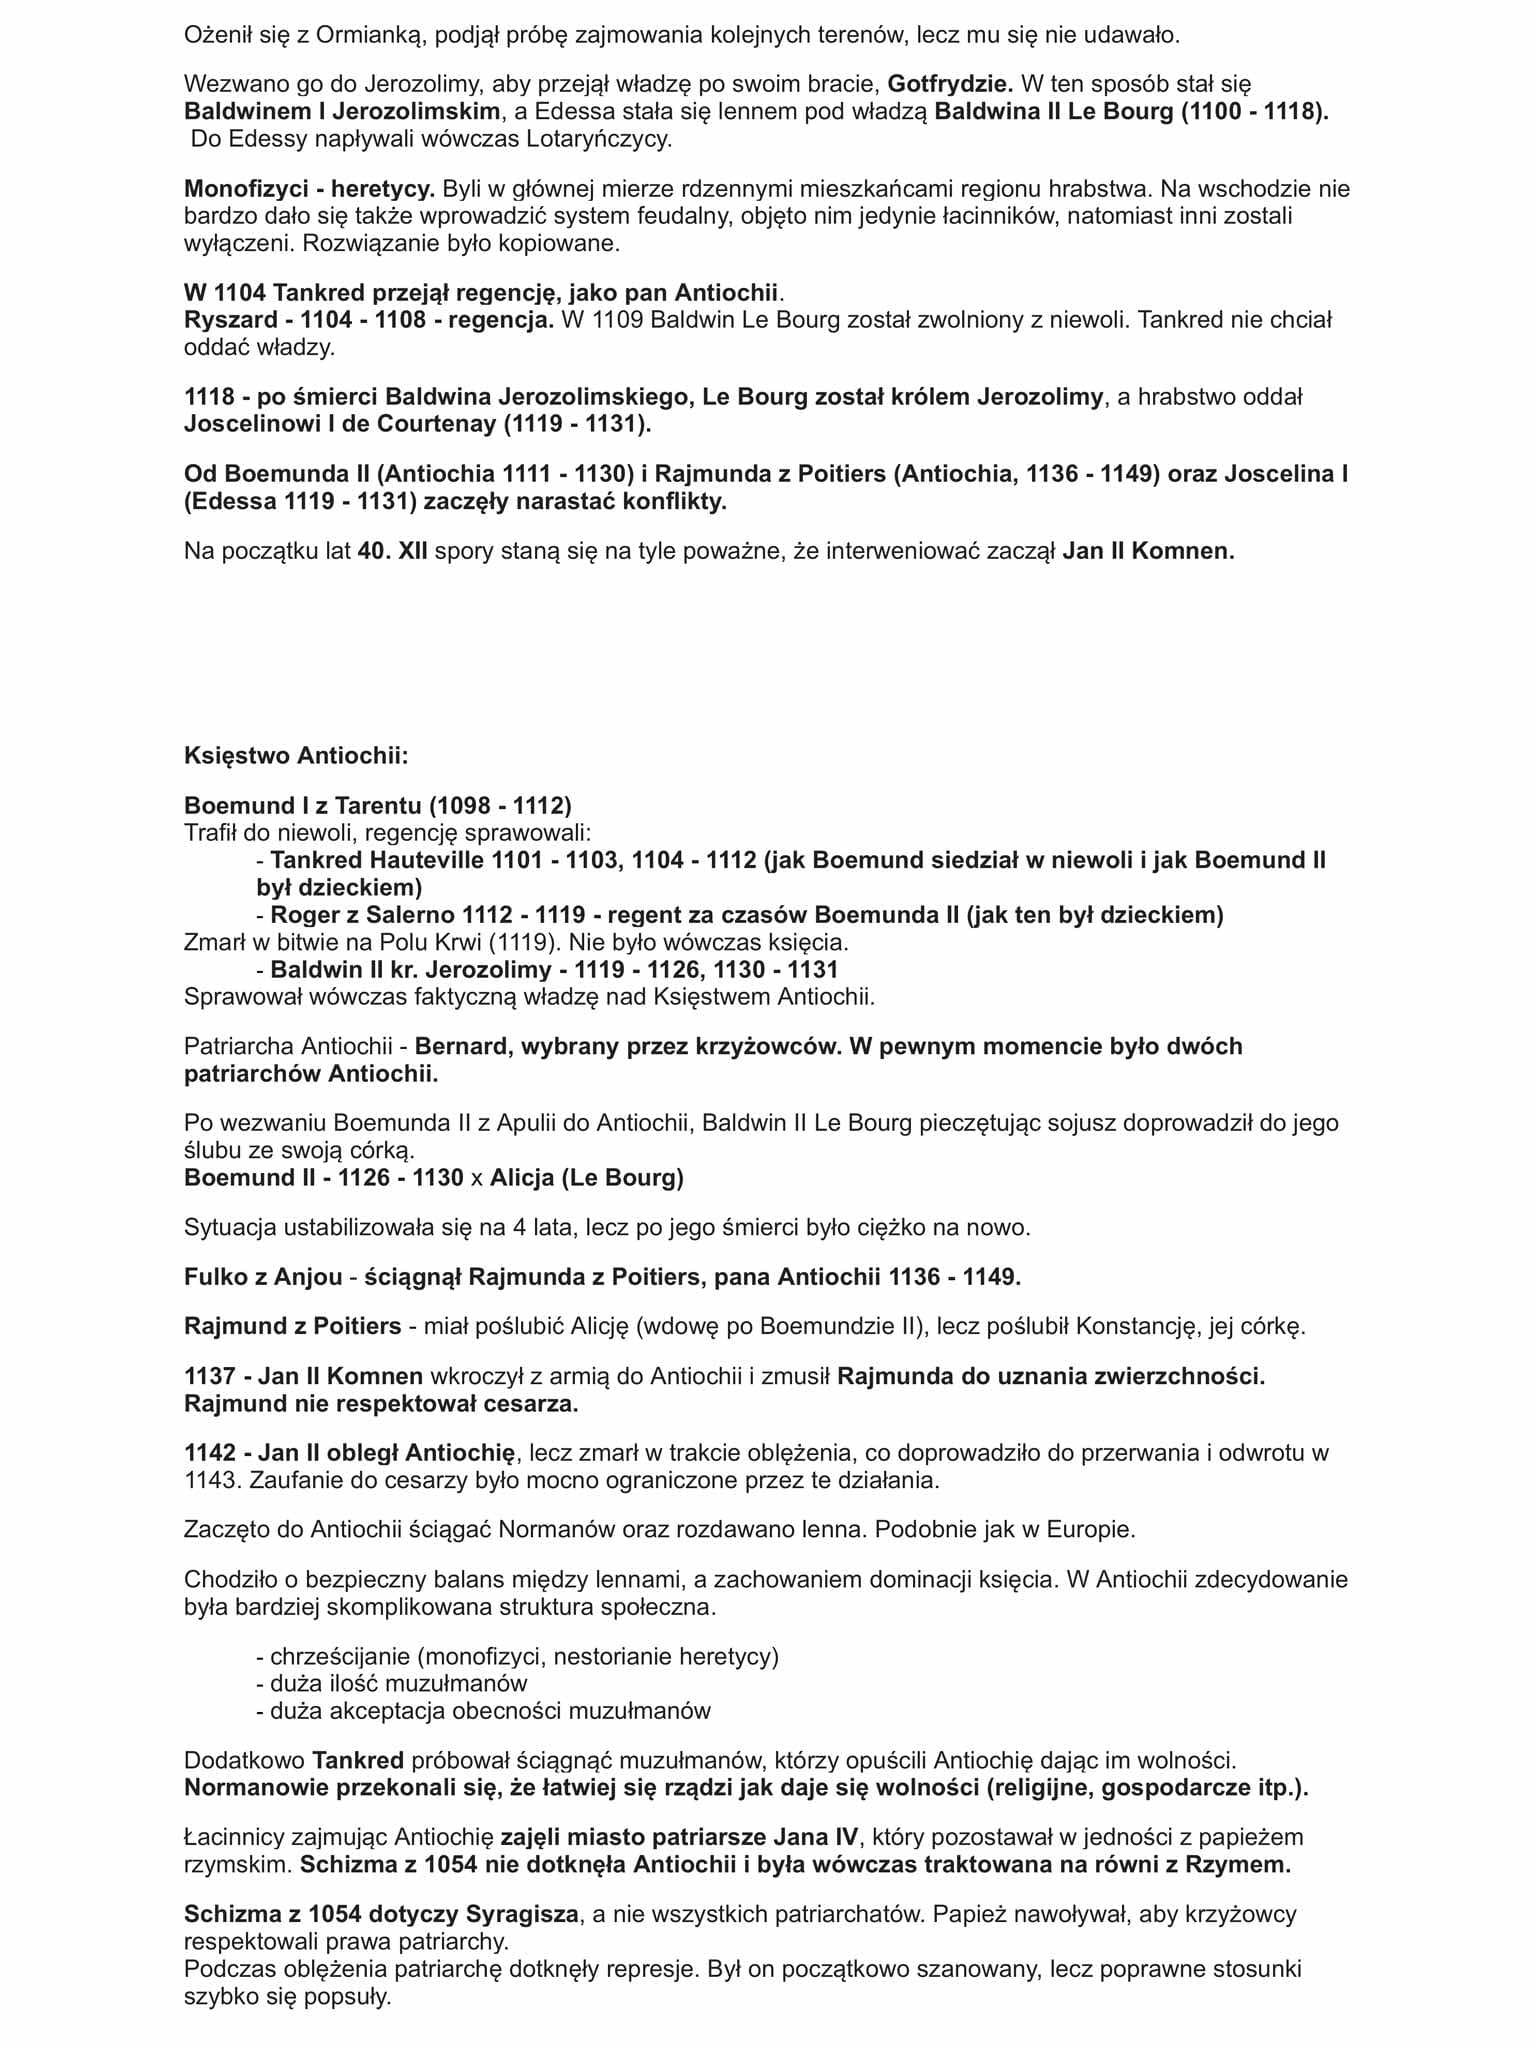 Ożenił się z Ormianką, podjął próbę zajmowania kolejnych terenów, lecz mu się nie udawało.
Wezwano go do Jerozolimy, aby przejął władzę po swoim bracie, Gotfrydzie. W ten sposób stał się
Baldwinem I Jerozolimskim, a Edessa stała się lennem pod władzą Baldwina II Le Bourg (1100 - 1118).
Do Edessy napływali wówczas Lotaryńczycy.
Monofizyci - heretycy. Byli w głównej mierze rdzennymi mieszkańcami regionu hrabstwa. Na wschodzie nie
bardzo dało się także wprowadzić system feudalny, objęto nim jedynie łacinników, natomiast inni zostali
wyłączeni. Rozwiązanie było kopiowane.
W 1104 Tankred przejął regencję, jako pan Antiochii.
Ryszard - 1104 - 1108 - regencja. W 1109 Baldwin Le Bourg został zwolniony z niewoli. Tankred nie chciał
oddać władzy.
1118 - po śmierci Baldwina Jerozolimskiego, Le Bourg został królem Jerozolimy, a hrabstwo oddał
Joscelinowi I de Courtenay (1119 - 1131).
Od Boemunda II (Antiochia 1111 - 1130) i Rajmunda z Poitiers (Antiochia, 1136 - 1149) oraz Joscelina I
(Edessa 1119 - 1131) zaczęły narastać konflikty.
Na początku lat 40. XII spory staną się na tyle poważne, że interweniować zaczął Jan II Komnen.
Księstwo Antiochii:
Boemund I z Tarentu (1098 - 1112)
Trafił do niewoli, regencję sprawowali:
- Tankred Hauteville 1101 - 1103, 1104 - 1112 (jak Boemund siedział w niewoli i jak Boemund II
był dzieckiem)
- Roger z Salerno 1112 - 1119 - regent za czasów Boemunda II (jak ten był dzieckiem)
Zmarł w bitwie na Polu Krwi (1119). Nie było wówczas księcia.
- Baldwin II kr. Jerozolimy - 1119 - 1126, 1130 - 1131
Sprawował wówczas faktyczną władzę nad Księstwem Antiochii.
Patriarcha Antiochii - Bernard, wybrany przez krzyżowców. W pewnym momencie było dwóch
patriarchów Antiochii.
Po wezwaniu Boemunda II z Apulii do Antiochii, Baldwin II Le Bourg pieczętując sojusz doprowadził do jego
ślubu ze swoją córką.
Boemund II - 1126 - 1130 x Alicja (Le Bourg)
Sytuacja ustabilizowała się na 4 lata, lecz po jego śmierci było ciężko na nowo.
Fulko z Anjou - ściągnął Rajmunda z Poitiers, pana Antiochii 1136 - 1149.
Rajmund z Poitiers - miał poślubić Alicję (wdowę po Boemundzie II), lecz poślubił Konstancję, jej córkę.
1137 - Jan II Komnen wkroczył z armią do Antiochii i zmusił Rajmunda do uznania zwierzchności.
Rajmund nie respektował cesarza.
1142 - Jan II obległ Antiochię, lecz zmarł w trakcie oblężenia, co doprowadziło do przerwania i odwrotu w
1143. Zaufanie do cesarzy było mocno ograniczone przez te działania.
Zaczęto do Antiochii ściągać Normanów oraz rozdawano lenna. Podobnie jak w Europie.
Chodziło o bezpieczny balans między lennami, a zachowaniem dominacji księcia. W Antiochii zdecydowanie
była bardziej skomplikowana struktura społeczna.
- chrześcijanie (monofizyci, nestorianie heretycy)
- duża ilość muzułmanów
- duża akceptacja obecności muzułmanów
Dodatkowo Tankred próbował ściągnąć muzułmanów, którzy opuścili Antiochię dając im wolności.
Normanowie przekonali się, że łatwiej się rządzi jak daje się wolności (religijne, gospodarcze itp.).
Łacinnicy zajmując Antiochię zajęli miasto patriarsze Jana IV, który pozostawał w jedności z papieżem
rzymskim. Schizma z 1054 nie dotknęła Antiochii i była wówczas traktowana na równi z Rzymem.
Schizma z 1054 dotyczy Syragisza, a nie wszystkich patriarchatów. Papież nawoływał, aby krzyżowcy
respektowali prawa patriarchy.
Podczas oblężenia patriarchę dotknęły represje. Był on początkowo szanowany, lecz poprawne stosunki
szybko się popsuły.